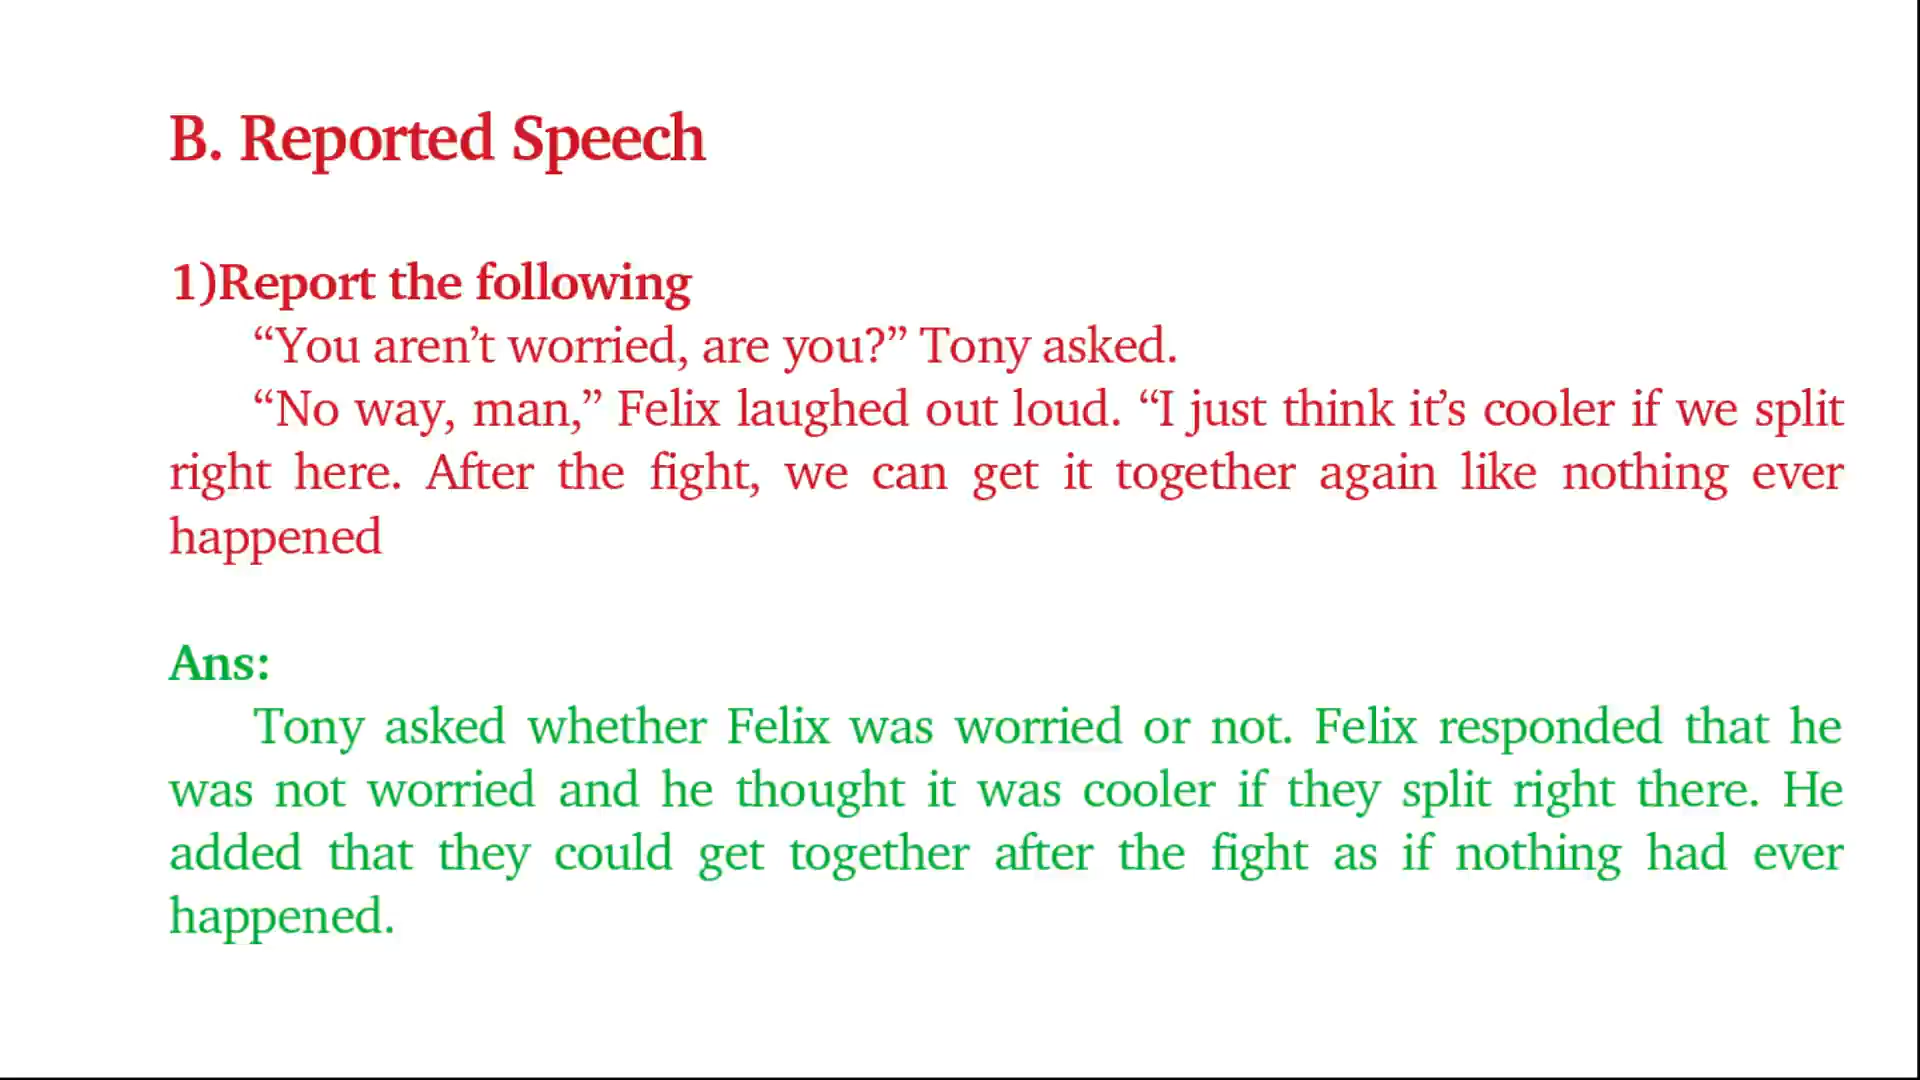 B. Reported Speech
1)Report the following
“You aren’t worried, are you?” Tony asked.
“No way, man,” Felix laughed out loud. “I just think it’s cooler if we split
right here. After the fight, we can get it together again like nothing ever
happened
Ans:
Tony asked whether Felix was worried or not. Felix responded that he
was not worried and he thought it was cooler if they split right there. He
added that they could get together after the fight as if nothing had ever
happened.